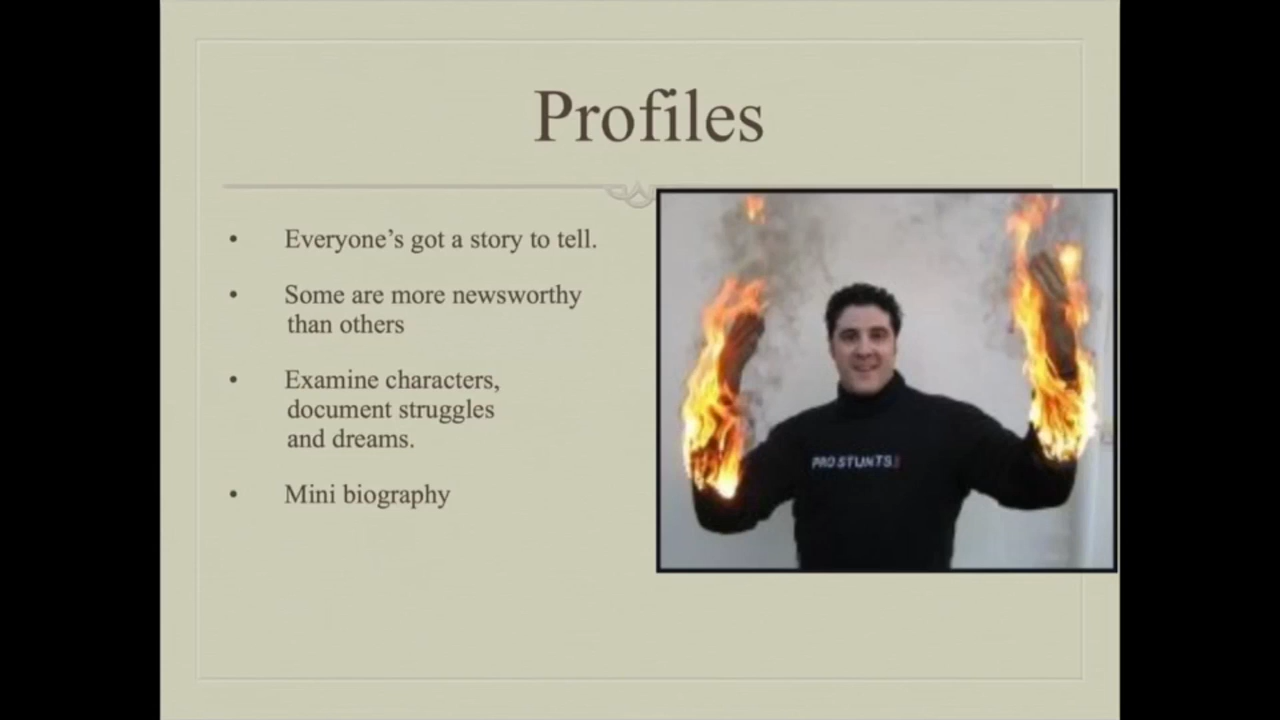 Profiles
• Everyone’s got a story to tell.
• Some are more newsworthy
than others
• Examine characters,
document struggles
and dreams.
• Mini biography
PRO STUNTS